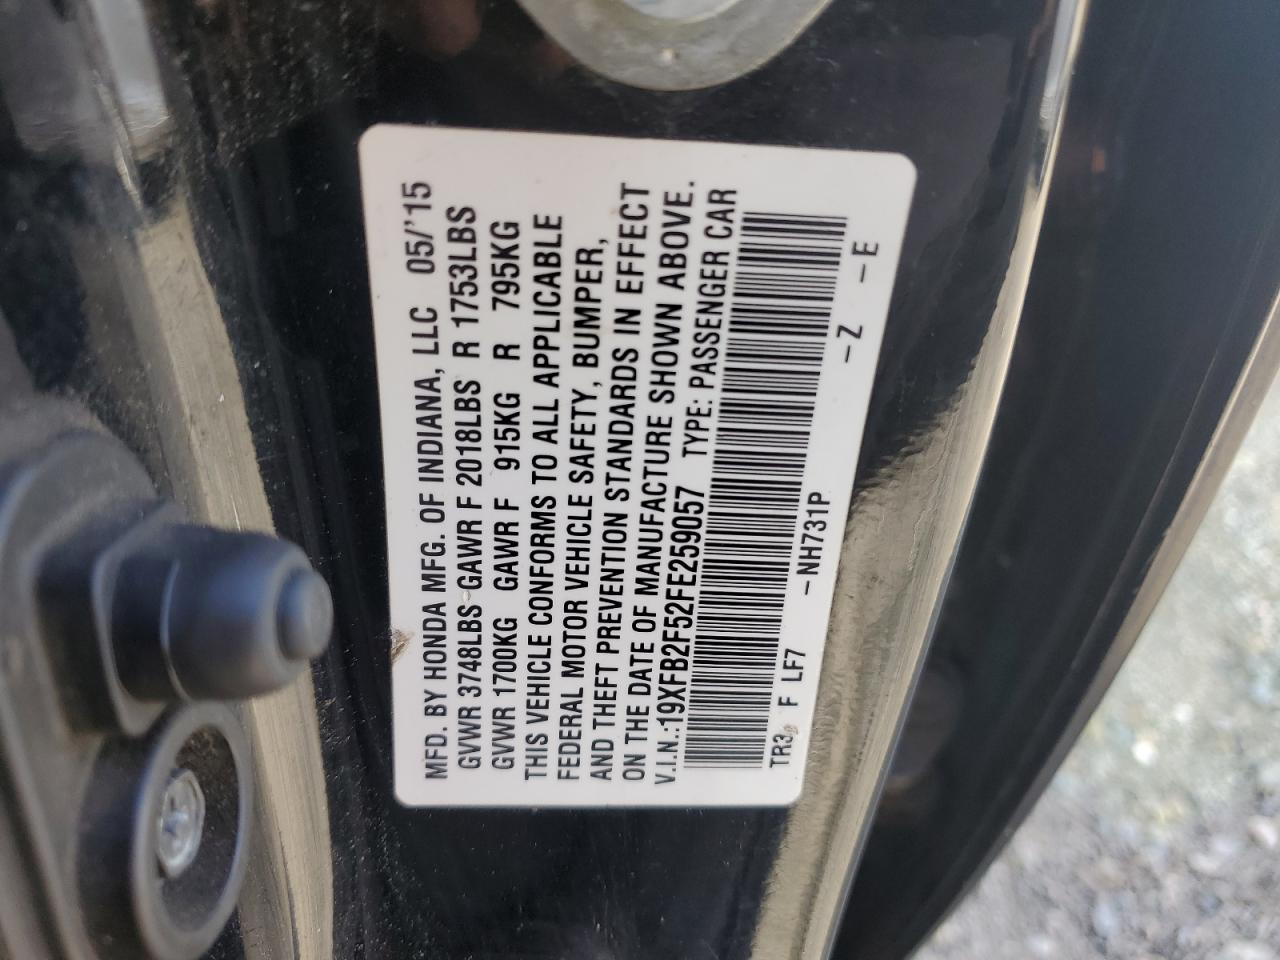 MFD. BY HONDA MFG. OF INDIANA, LLC 05/'15
GVWR 3748LBS GAWR F 2018LBS R 1753LBS
GVWR 1700KG GAWR F 915KG R 795KG
THIS VEHICLE CONFORMS TO ALL APPLICABLE
FEDERAL MOTOR VEHICLE SAFETY, BUMPER,
AND THEFT PREVENTION STANDARDS IN EFFECT
ON THE DATE OF MANUFACTURE SHOWN ABOVE.
V.I.N.:19XFB2F52FE259057 TYPE: PASSENGER CAR
TR3 F LF7 -NH731P -Z -E